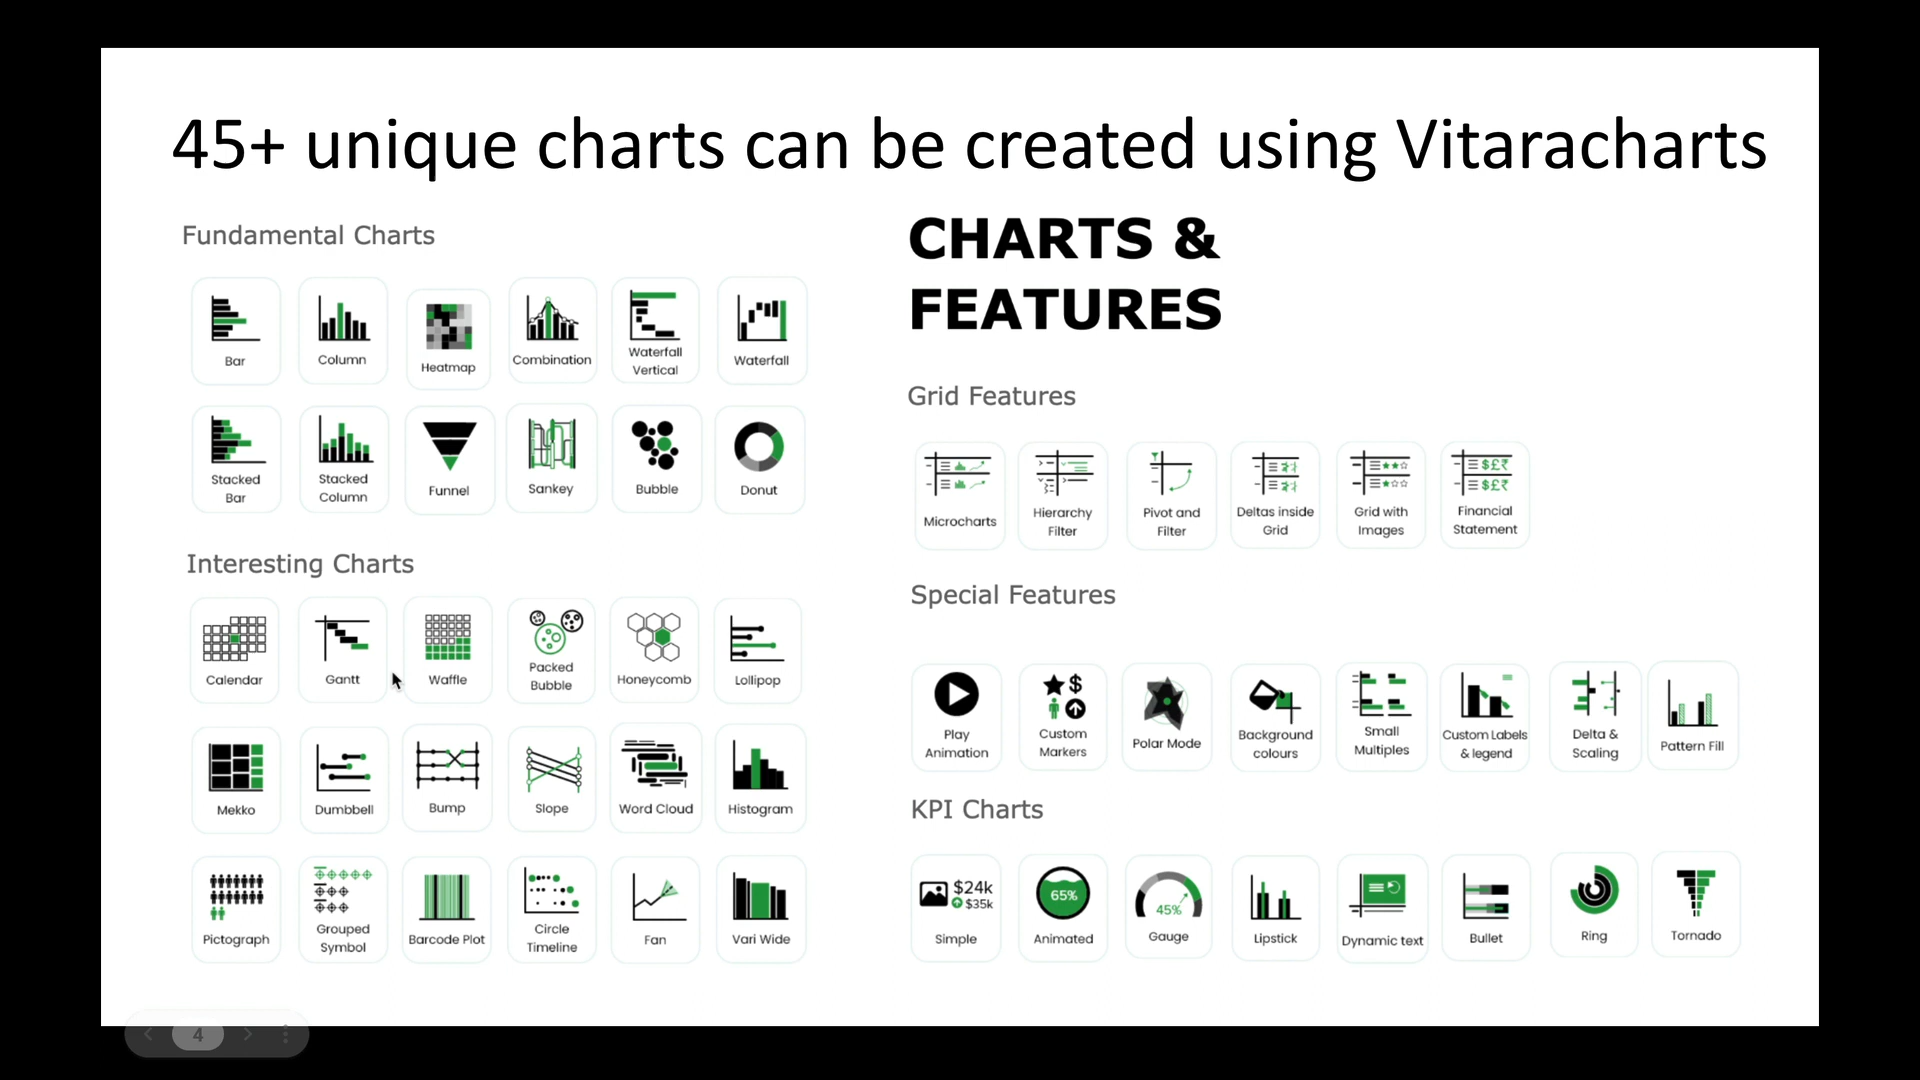 45+ unique charts can be created using Vitaracharts
Fundamental Charts
Bar
Column
Heatmap
Combination
Waterfall
Vertical
Waterfall
Stacked
Bar
Stacked
Column
Funnel
Sankey
Bubble
Donut
Interesting Charts
Calendar
Gantt
Waffle
Packed
Bubble
Honeycomb
Lollipop
Mekko
Dumbbell
Bump
Slope
Word Cloud
Histogram
Pictograph
Grouped
Symbol
Barcode Plot
Circle
Timeline
Fan
Vari Wide
CHARTS &
FEATURES
Grid Features
Microcharts
Hierarchy
Filter
Pivot and
Filter
Deltas inside
Grid
Grid with
Images
$£₹
$£₹
Financial
Statement
Special Features
Play
Animation
$
Custom
Markers
Polar Mode
Background
colours
Small
Multiples
Custom Labels
& legend
Delta &
Scaling
Pattern Fill
KPI Charts
$24k
$35k
Simple
65%
Animated
45%
Gauge
Lipstick
Dynamic text
Bullet
Ring
Tornado
4